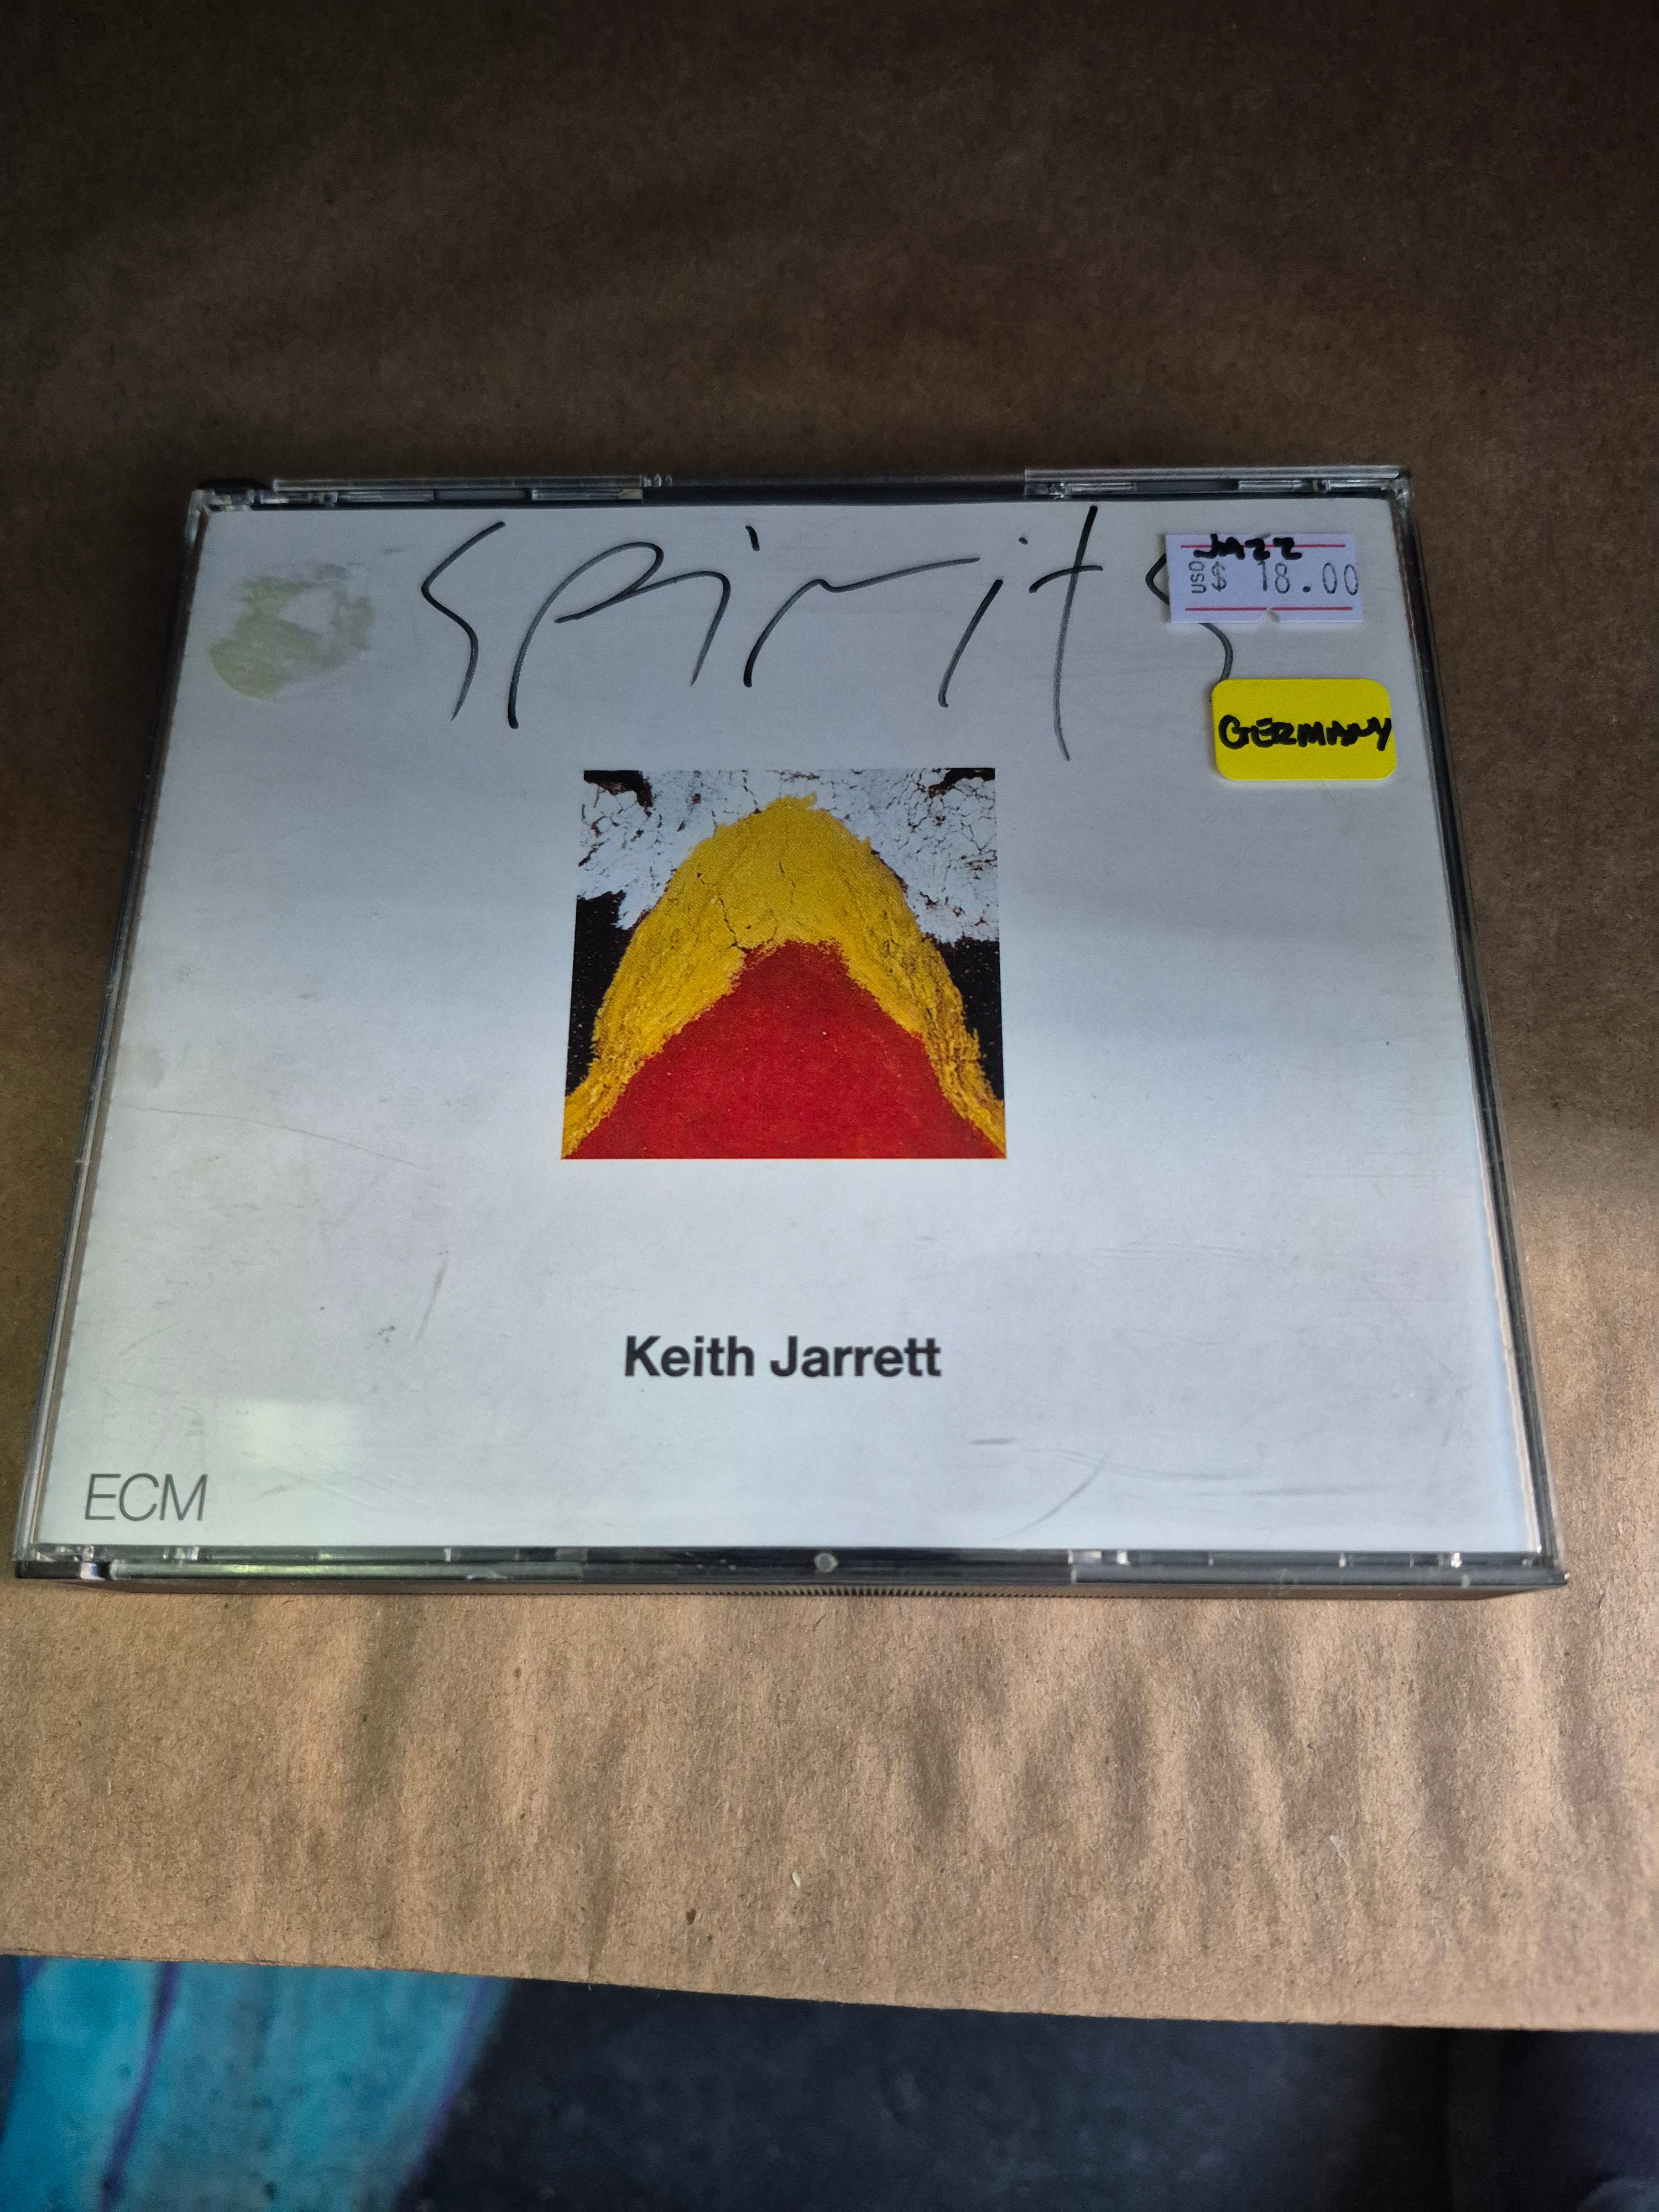 Spirits
JAZZ
USD $ 18.00
GERMANY
Keith Jarrett
ECM